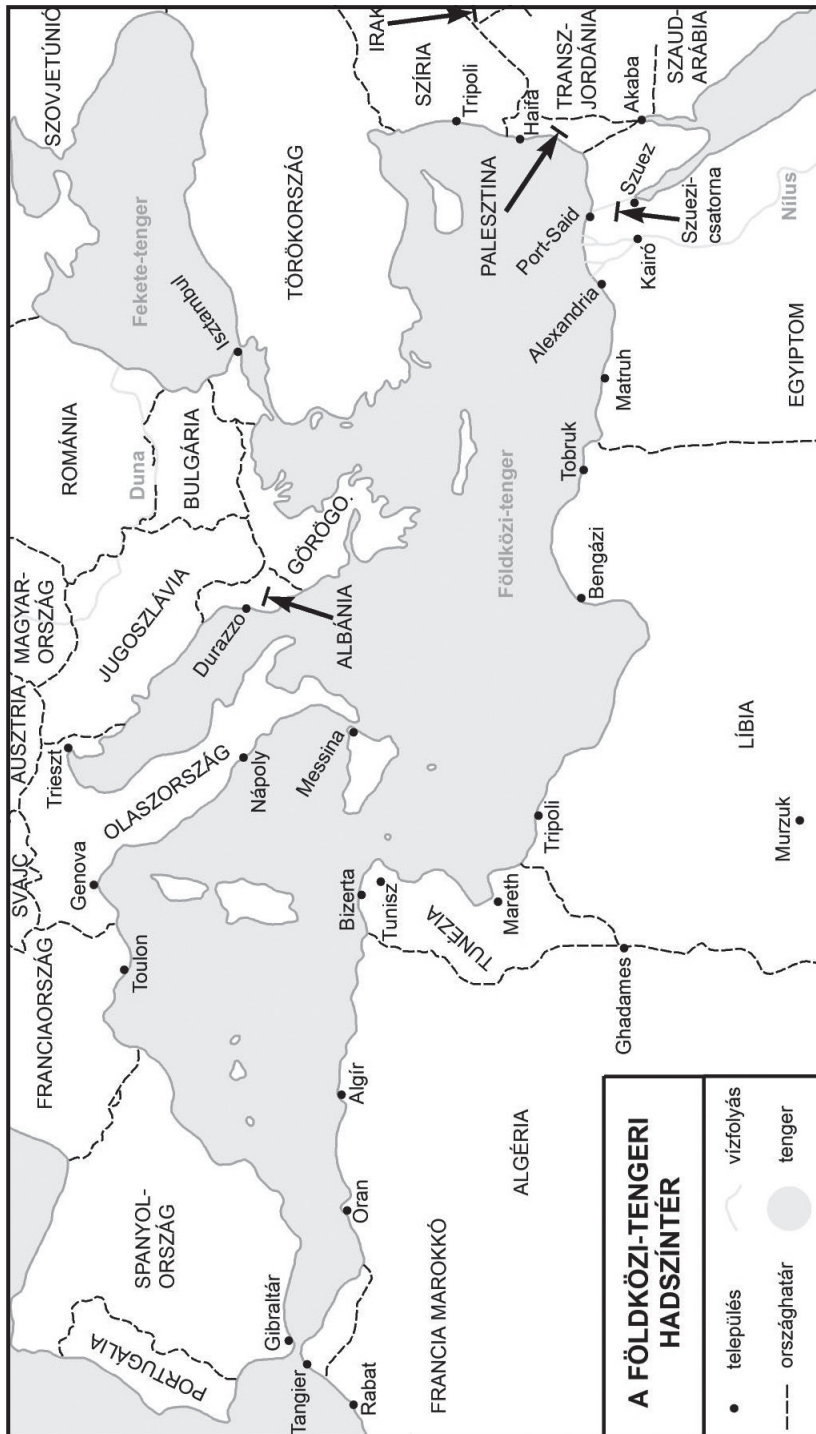 SZOVJETÚNIÓ
IRAK
MAGYAR-
ORSZÁG
ROMÁNIA
AUSZTRIA
SVÁJC
FRANCIAORSZÁG
Fekete-tenger
SZÍRIA
Trieszt
Genova
Toulon
JUGOSZLÁVIA
Duna
BULGÁRIA
Isztambul
TÖRÖKORSZÁG
Tripoli
Haifa
TRANSZ-
JORDÁNIA
SPANYOL-
ORSZÁG
PORTUGÁLIA
OLASZORSZÁG
Nápoly
Durazzo
ALBÁNIA
GÖRÖGO.
PALESZTINA
Akaba
SZAUD-
ARÁBIA
Gibraltár
Tangier
Rabat
Oran
Algír
Messina
Bizerta
Tunisz
TUNÉZIA
Mareth
Földközi-tenger
Port-Said
Szuez
Szuezi-
csatorna
Alexandria
Kairó
Nílus
FRANCIA MAROKKÓ
ALGÉRIA
Tripoli
Bengázi
Tobruk
Matruh
EGYIPTOM
Ghadames
LÍBIA
Murzuk
A FÖLDKÖZI-TENGERI
HADSZÍNTÉR
település
vízfolyás
országhatár
tenger